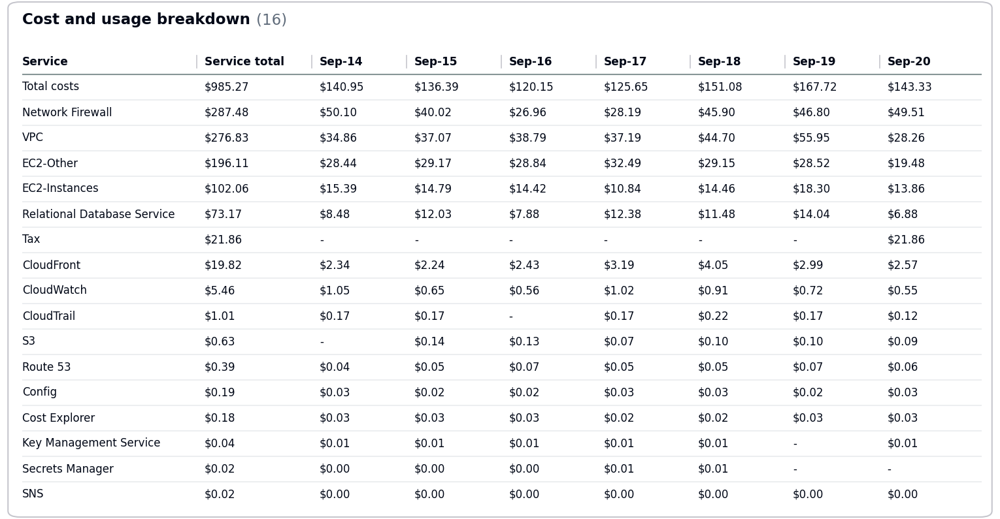 Cost and usage breakdown (16)
Service Service total Sep-14 Sep-15 Sep-16 Sep-17 Sep-18 Sep-19 Sep-20
Total costs $985.27 $140.95 $136.39 $120.15 $125.65 $151.08 $167.72 $143.33
Network Firewall $287.48 $50.10 $40.02 $26.96 $28.19 $45.90 $46.80 $49.51
VPC $276.83 $34.86 $37.07 $38.79 $37.19 $44.70 $55.95 $28.26
EC2-Other $196.11 $28.44 $29.17 $28.84 $32.49 $29.15 $28.52 $19.48
EC2-Instances $102.06 $15.39 $14.79 $14.42 $10.84 $14.46 $18.30 $13.86
Relational Database Service $73.17 $8.48 $12.03 $7.88 $12.38 $11.48 $14.04 $6.88
Tax $21.86 - - - - - - $21.86
CloudFront $19.82 $2.34 $2.24 $2.43 $3.19 $4.05 $2.99 $2.57
CloudWatch $5.46 $1.05 $0.65 $0.56 $1.02 $0.91 $0.72 $0.55
CloudTrail $1.01 $0.17 $0.17 - $0.17 $0.22 $0.17 $0.12
S3 $0.63 - $0.14 $0.13 $0.07 $0.10 $0.10 $0.09
Route 53 $0.39 $0.04 $0.05 $0.07 $0.05 $0.05 $0.07 $0.06
Config $0.19 $0.03 $0.02 $0.02 $0.03 $0.03 $0.02 $0.03
Cost Explorer $0.18 $0.03 $0.03 $0.03 $0.02 $0.02 $0.03 $0.03
Key Management Service $0.04 $0.01 $0.01 $0.01 $0.01 $0.01 - $0.01
Secrets Manager $0.02 $0.00 $0.00 $0.00 $0.01 $0.01 - -
SNS $0.02 $0.00 $0.00 $0.00 $0.00 $0.00 $0.00 $0.00